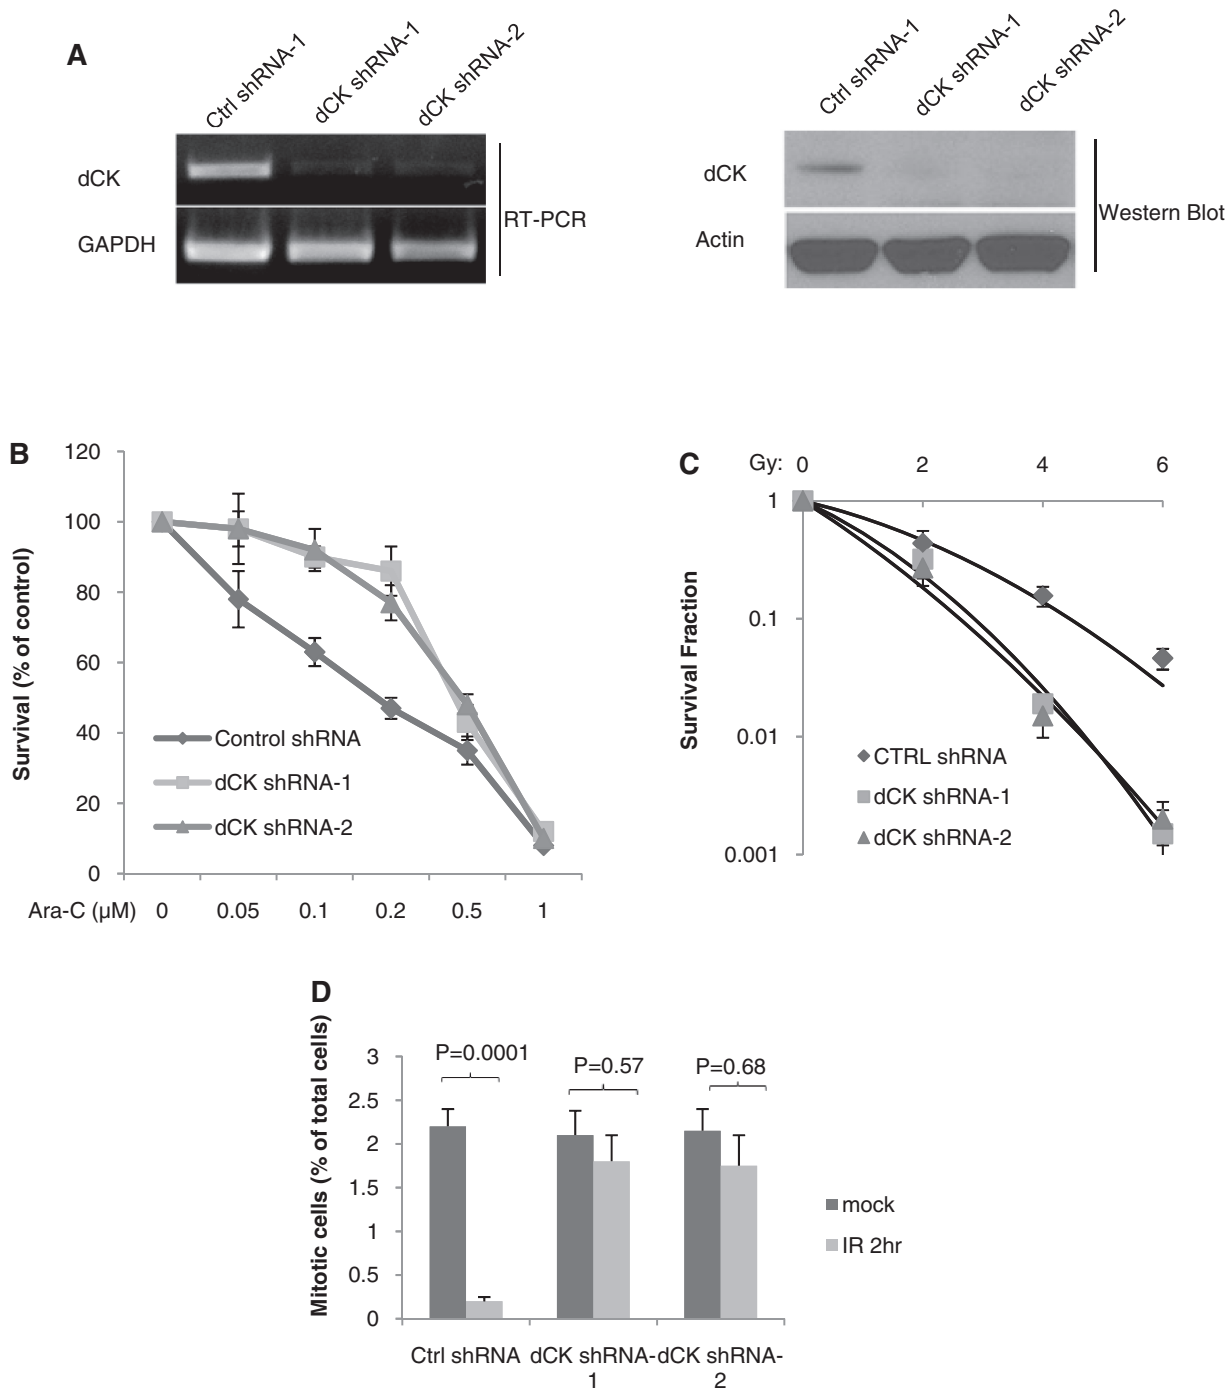 A
Ctrl shRNA-1
dCK shRNA-1
dCK shRNA-2
dCK
GAPDH
RT-PCR
Ctrl shRNA-1
dCK shRNA-1
dCK shRNA-2
dCK
Actin
Western Blot
B
Survival (% of control)
120
100
80
60
40
20
0
Control shRNA
dCK shRNA-1
dCK shRNA-2
Ara-C (µM) 0 0.05 0.1 0.2 0.5 1
C
Gy: 0 2 4 6
Survival Fraction
1
0.1
0.01
0.001
CTRL shRNA
dCK shRNA-1
dCK shRNA-2
D
Mitotic cells (% of total cells)
3
2.5
2
1.5
1
0.5
0
P=0.0001
P=0.57
P=0.68
mock
IR 2hr
Ctrl shRNA dCK shRNA- dCK shRNA-
1 2